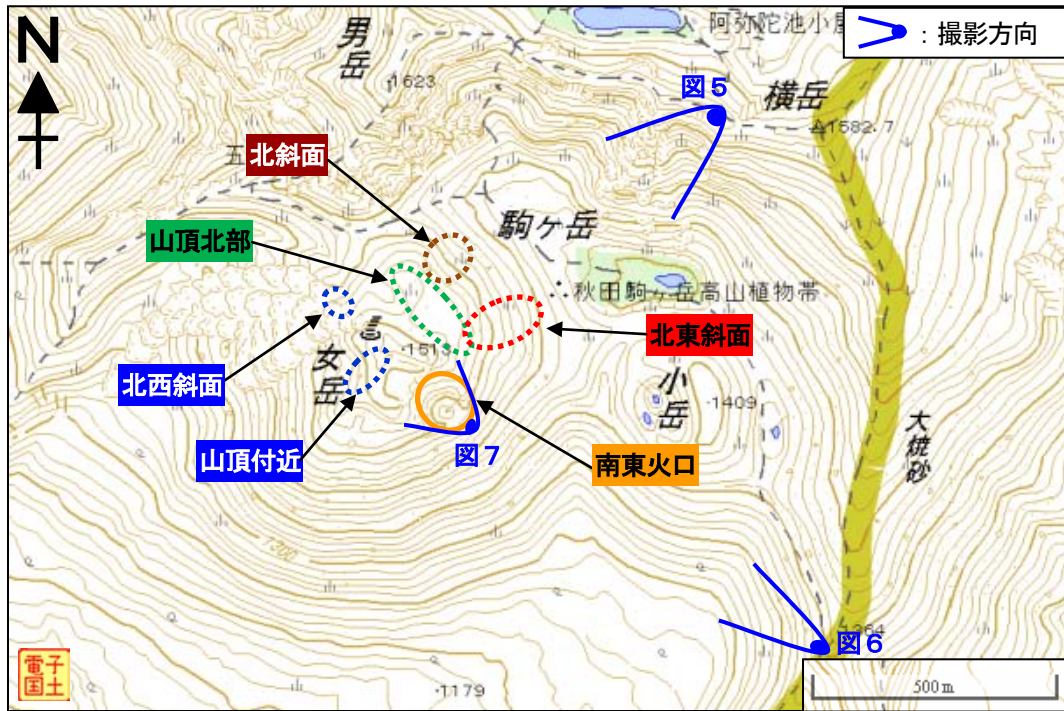 N
男岳
阿弥陀池小屋
：撮影方向
・1623
図５
横岳
1582.7
五
北斜面
山頂北部
駒ヶ岳
秋田駒ヶ岳高山植物帯
北東斜面
・1513
女岳
北西斜面
小岳
・1409
大焼砂
山頂付近
図７
南東火口
1300
1264
図６
電子国土
・1179
500m